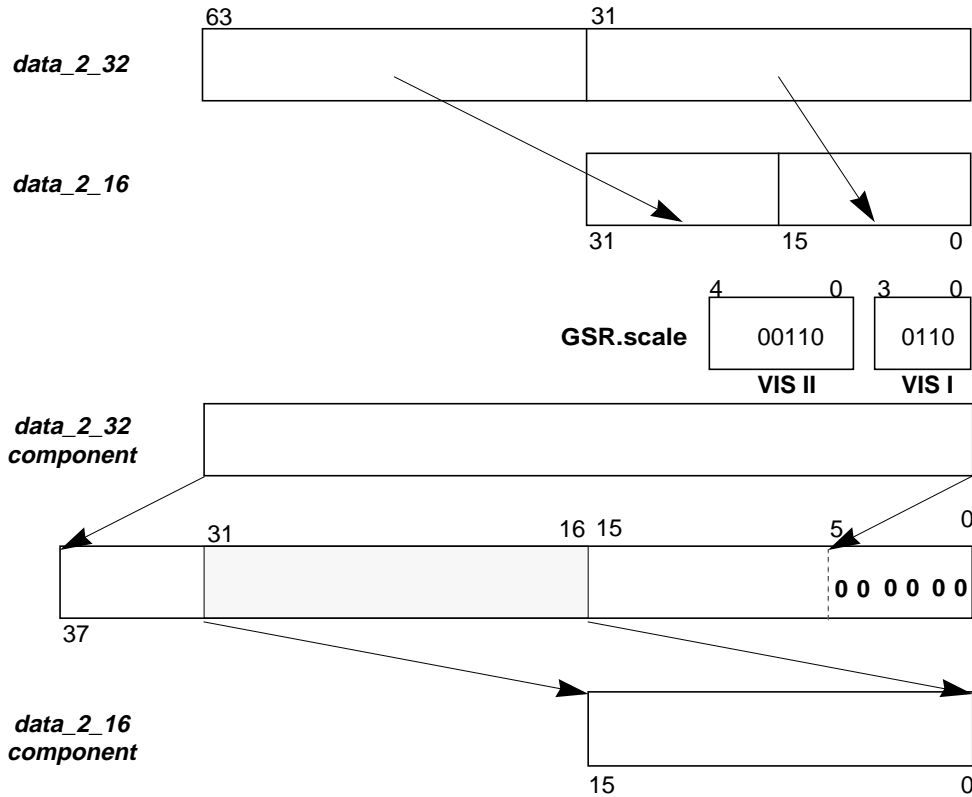 63 31
data_2_32
data_2_16
31 15 0
4 0 3 0
GSR.scale 00110 0110
VIS II VIS I
data_2_32
component
31 16 15 5 0
0 0 0 0 0 0
37
data_2_16
component
15 0